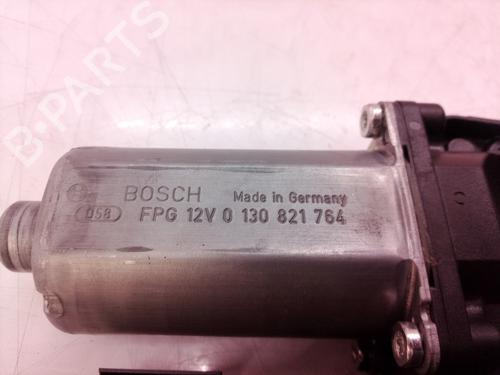 B-PARTS
BOSCH Made in Germany
058 FPG 12V 0 130 821 764